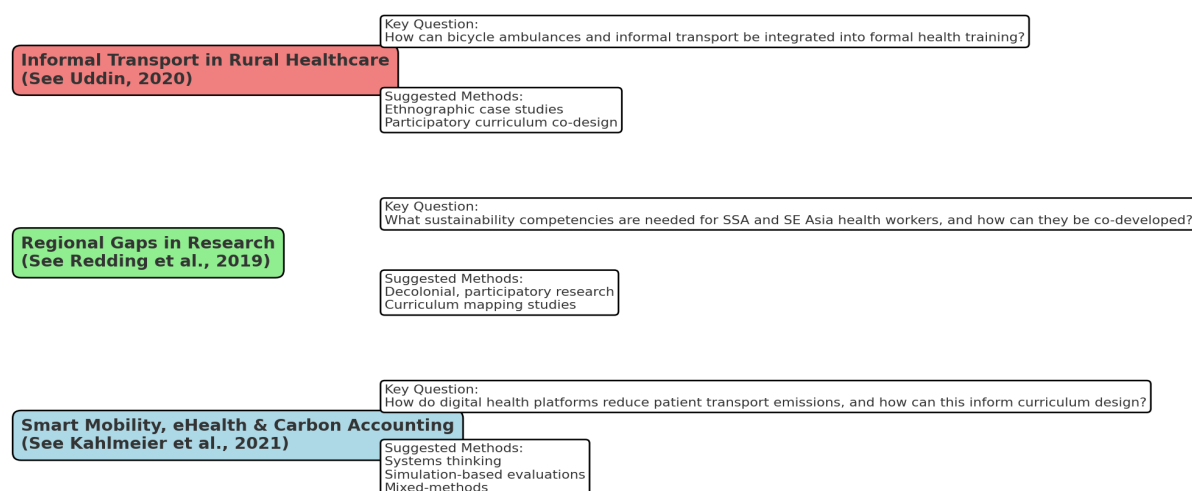 Key Question:
How can bicycle ambulances and informal transport be integrated into formal health training?
Informal Transport in Rural Healthcare
(See Uddin, 2020)
Suggested Methods:
Ethnographic case studies
Participatory curriculum co-design
Key Question:
What sustainability competencies are needed for SSA and SE Asia health workers, and how can they be co-developed?
Regional Gaps in Research
(See Redding et al., 2019)
Suggested Methods:
Decolonial, participatory research
Curriculum mapping studies
Key Question:
How do digital health platforms reduce patient transport emissions, and how can this inform curriculum design?
Smart Mobility, eHealth & Carbon Accounting
(See Kahlmeier et al., 2021)
Suggested Methods:
Systems thinking
Simulation-based evaluations
Mixed-methods